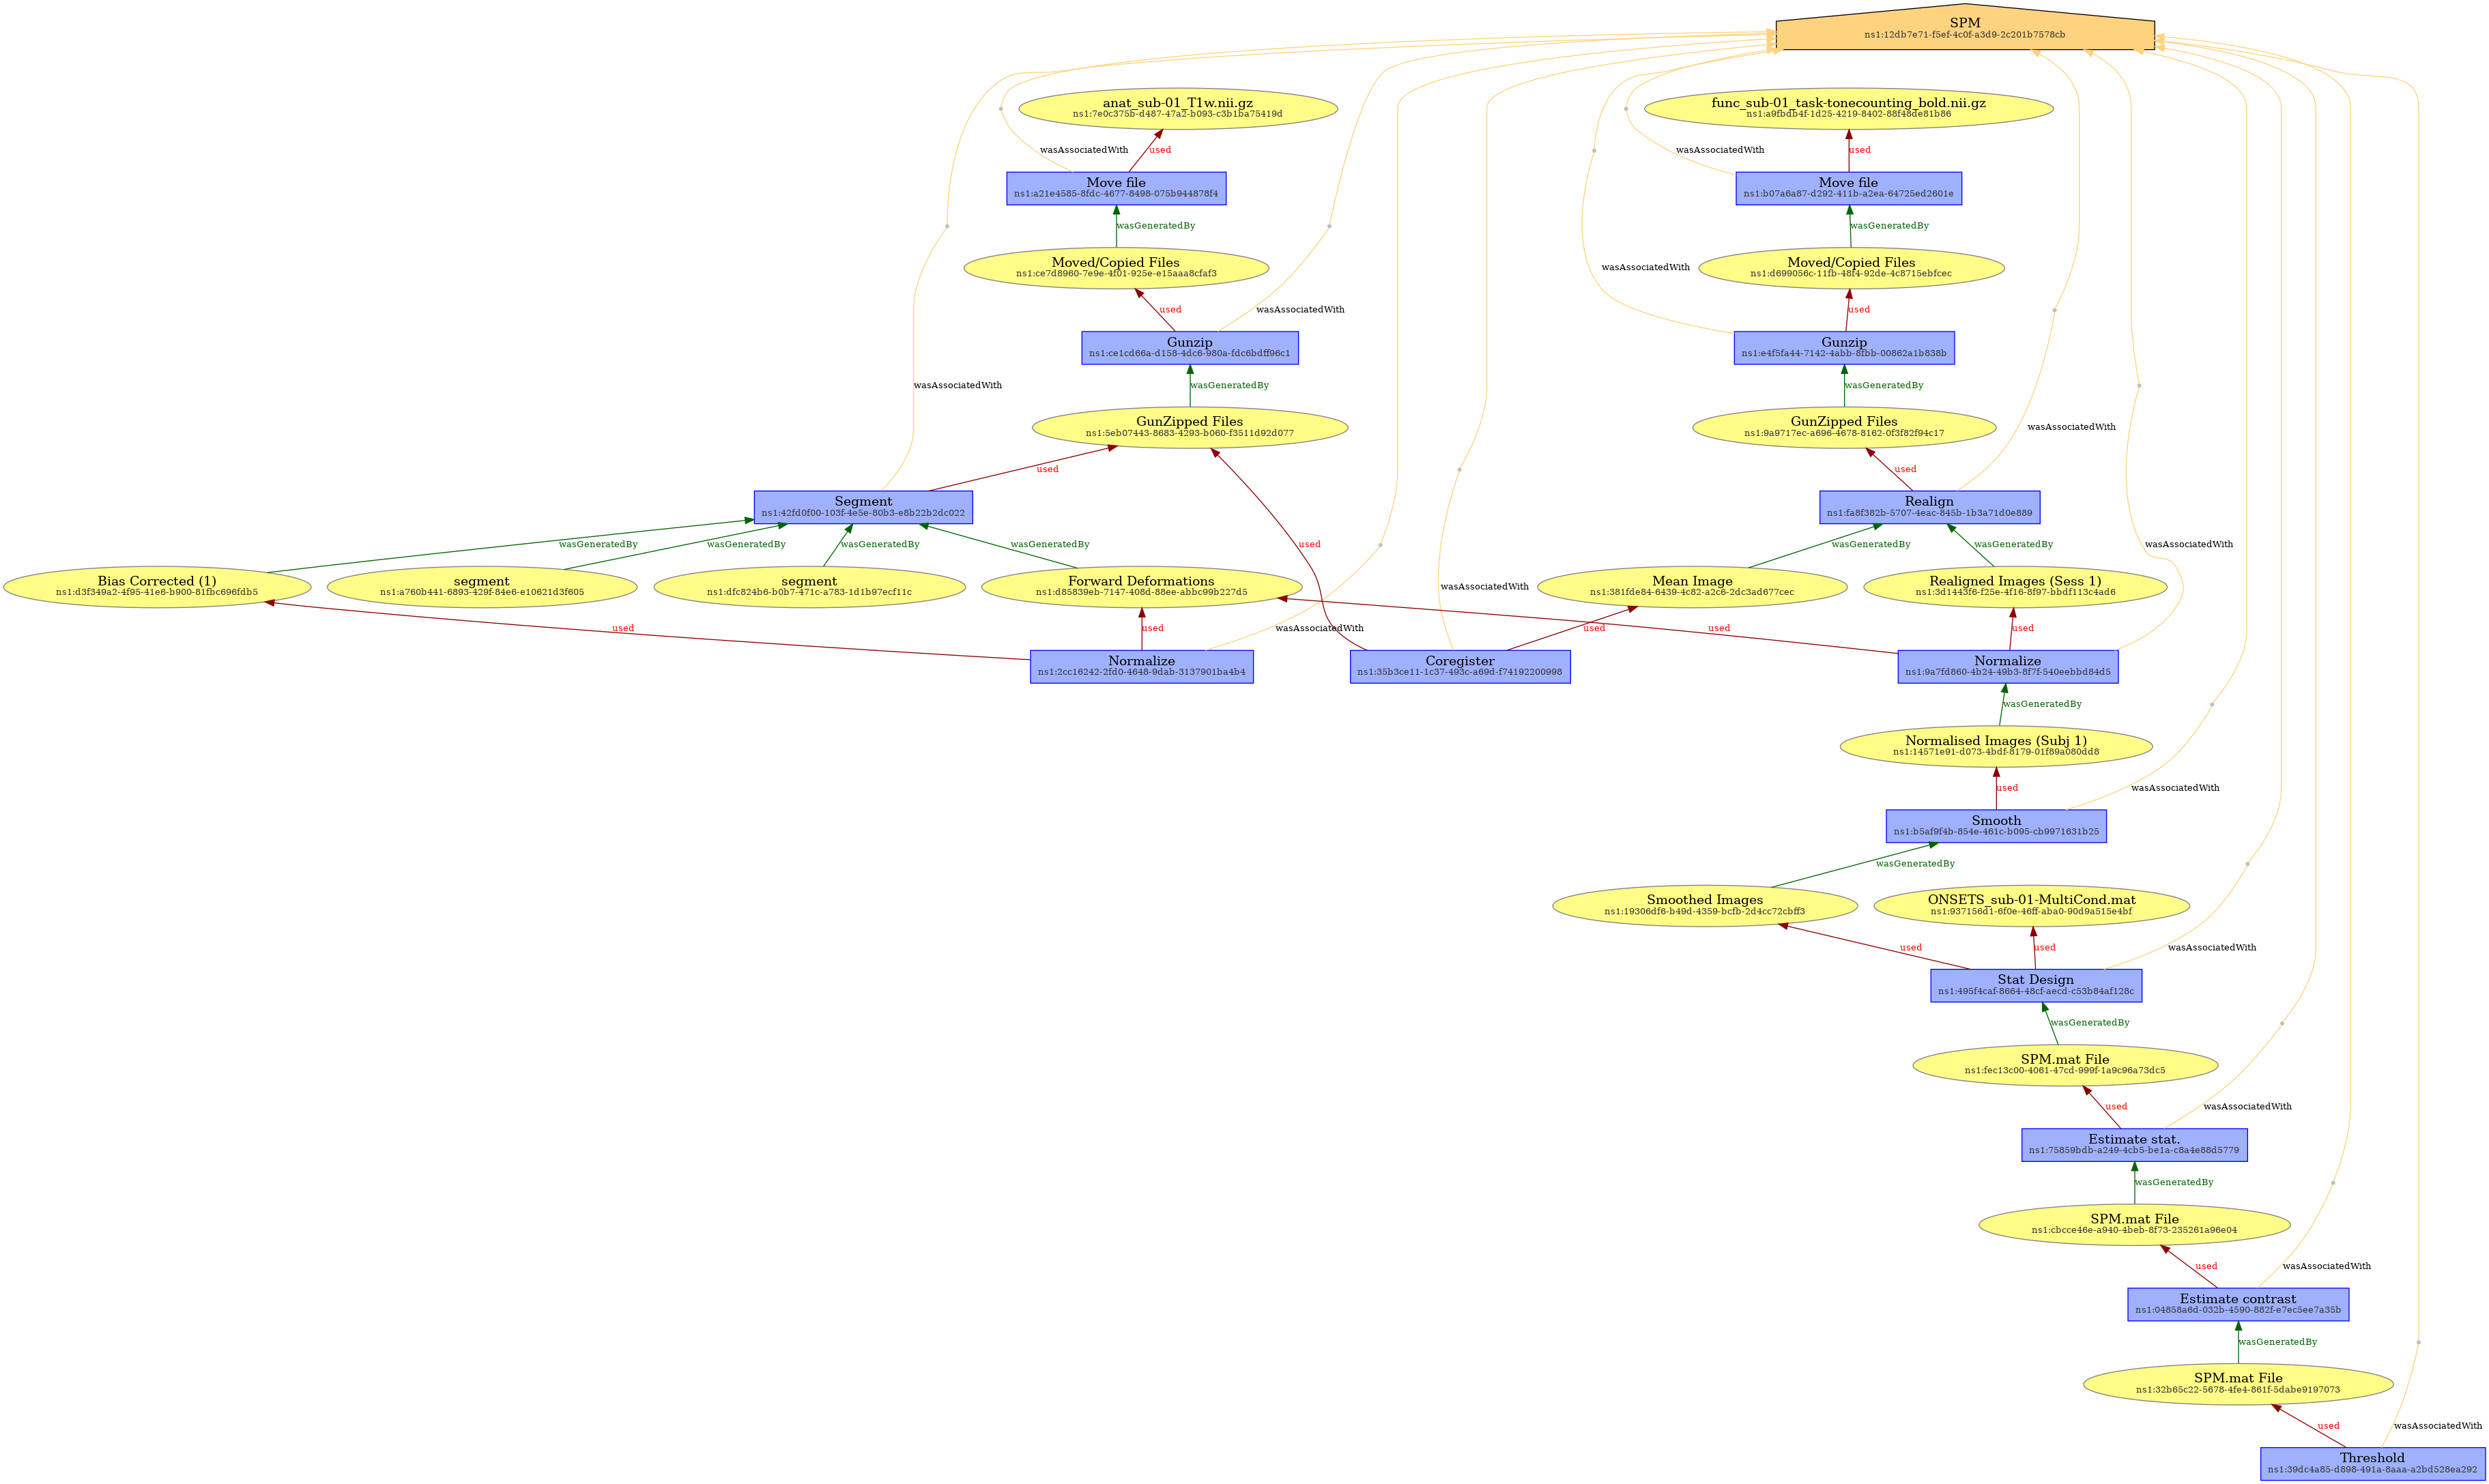 SPM
ns1:12db7e71-f5ef-4c0f-a3d9-2c201b7578cb
anat_sub-01_T1w.nii.gz
ns1:7e0c375b-d487-47a2-b093-c3b1ba75419d
func_sub-01_task-tonecounting_bold.nii.gz
ns1:a9fbdb4f-1d25-4219-8402-88f48de81b86
wasAssociatedWith
used
wasAssociatedWith
used
Move file
ns1:a21e4585-8fdc-4677-8498-075b944878f4
Move file
ns1:b07a6a87-d292-411b-a2ea-64725ed2601e
wasGeneratedBy
wasGeneratedBy
Moved/Copied Files
ns1:ce7d8960-7e9e-4f01-925e-e15aaa8cfaf3
wasAssociatedWith
Moved/Copied Files
ns1:d699056c-11fb-48f4-92de-4c8715ebfcec
used
wasAssociatedWith
used
Gunzip
ns1:ce1cd66a-d158-4dc6-980a-fdc6bdff96c1
Gunzip
ns1:e4f5fa44-7142-4abb-8fbb-00862a1b838b
wasAssociatedWith
wasGeneratedBy
wasGeneratedBy
GunZipped Files
ns1:5eb07443-8683-4293-b060-f3511d92d077
GunZipped Files
ns1:9a9717ec-a696-4678-8162-0f3f82f94c17
wasAssociatedWith
used
used
Segment
ns1:42fd0f00-103f-4e5e-80b3-e8b22b2dc022
Realign
ns1:fa8f382b-5707-4eac-845b-1b3a71d0e889
wasGeneratedBy
wasGeneratedBy
wasGeneratedBy
wasGeneratedBy
used
wasGeneratedBy
wasGeneratedBy
wasAssociatedWith
Bias Corrected (1)
ns1:d3f349a2-4f95-41e6-b900-81fbc696fdb5
segment
ns1:a760b441-6893-429f-84e6-e10621d3f605
segment
ns1:dfc824b6-b0b7-471c-a783-1d1b97ecf11c
Forward Deformations
ns1:d85839eb-7147-408d-88ee-abbc99b227d5
wasAssociatedWith
Mean Image
ns1:381fde84-6439-4c82-a2c6-2dc3ad677cec
Realigned Images (Sess 1)
ns1:3d1443f6-f25e-4f16-8f97-bbdf113c4ad6
used
used
wasAssociatedWith
used
used
used
Normalize
ns1:2cc16242-2fd0-4648-9dab-3137901ba4b4
Coregister
ns1:35b3ce11-1c37-493c-a69d-f74192200998
Normalize
ns1:9a7fd860-4b24-49b3-8f7f-540eebbd84d5
wasGeneratedBy
Normalised Images (Subj 1)
ns1:14571e91-d073-4bdf-8179-01f89a080dd8
used
wasAssociatedWith
Smooth
ns1:b5af9f4b-854e-461c-b095-cb9971631b25
wasGeneratedBy
Smoothed Images
ns1:19306df6-b49d-4359-bcfb-2d4cc72cbff3
ONSETS_sub-01-MultiCond.mat
ns1:937156d1-6f0e-46ff-aba0-90d9a515e4bf
used
used
wasAssociatedWith
Stat Design
ns1:495f4caf-8664-48cf-aecd-c53b84af128c
wasGeneratedBy
SPM.mat File
ns1:fec13c00-4061-47cd-999f-1a9c96a73dc5
used
wasAssociatedWith
Estimate stat.
ns1:75859bdb-a249-4cb5-be1a-c8a4e88d5779
wasGeneratedBy
SPM.mat File
ns1:cbcce46e-a940-4beb-8f73-235261a96e04
used
wasAssociatedWith
Estimate contrast
ns1:04858a6d-032b-4590-882f-e7ec5ee7a35b
wasGeneratedBy
SPM.mat File
ns1:32b65c22-5678-4fe4-861f-5dabe9197073
used
wasAssociatedWith
Threshold
ns1:39dc4a85-d898-491a-8aaa-a2bd528ea292